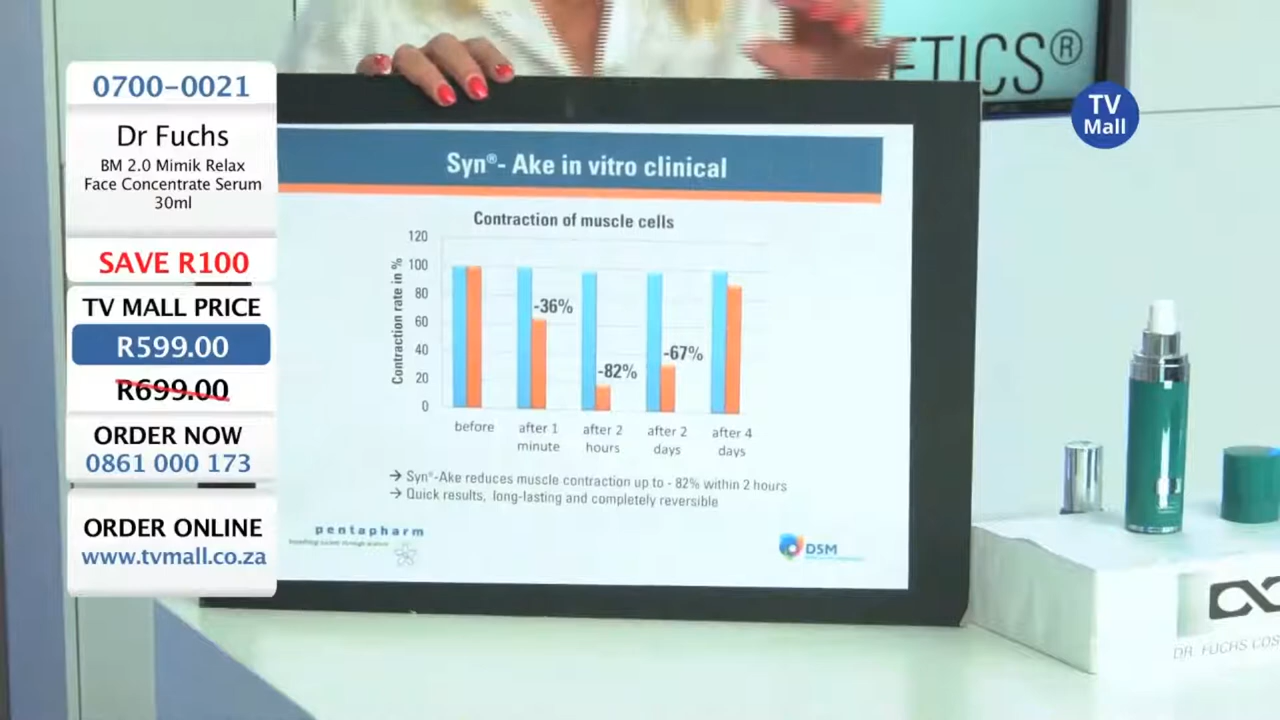 0700-0021
Dr Fuchs
BM 2.0 Mimik Relax
Face Concentrate Serum
30ml
SAVE R100
TV MALL PRICE
R599.00
R699.00
ORDER NOW
0861 000 173
ORDER ONLINE
www.tvmall.co.za
ETICS®
TV
Mall
Syn®- Ake in vitro clinical
Contraction of muscle cells
Contraction rate in %
120
100
80
60
40
20
0
-36%
-82%
-67%
before
after 1
minute
after 2
hours
after 2
days
after 4
days
→ Syn®-Ake reduces muscle contraction up to - 82% within 2 hours
→ Quick results, long-lasting and completely reversible
pentapharm
DSM
DR. FUCHS COS